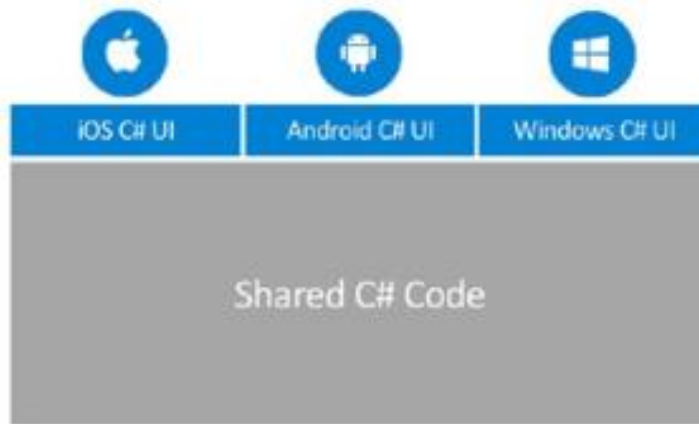 iOS C# UI
Android C# UI
Windows C# UI
Shared C# Code